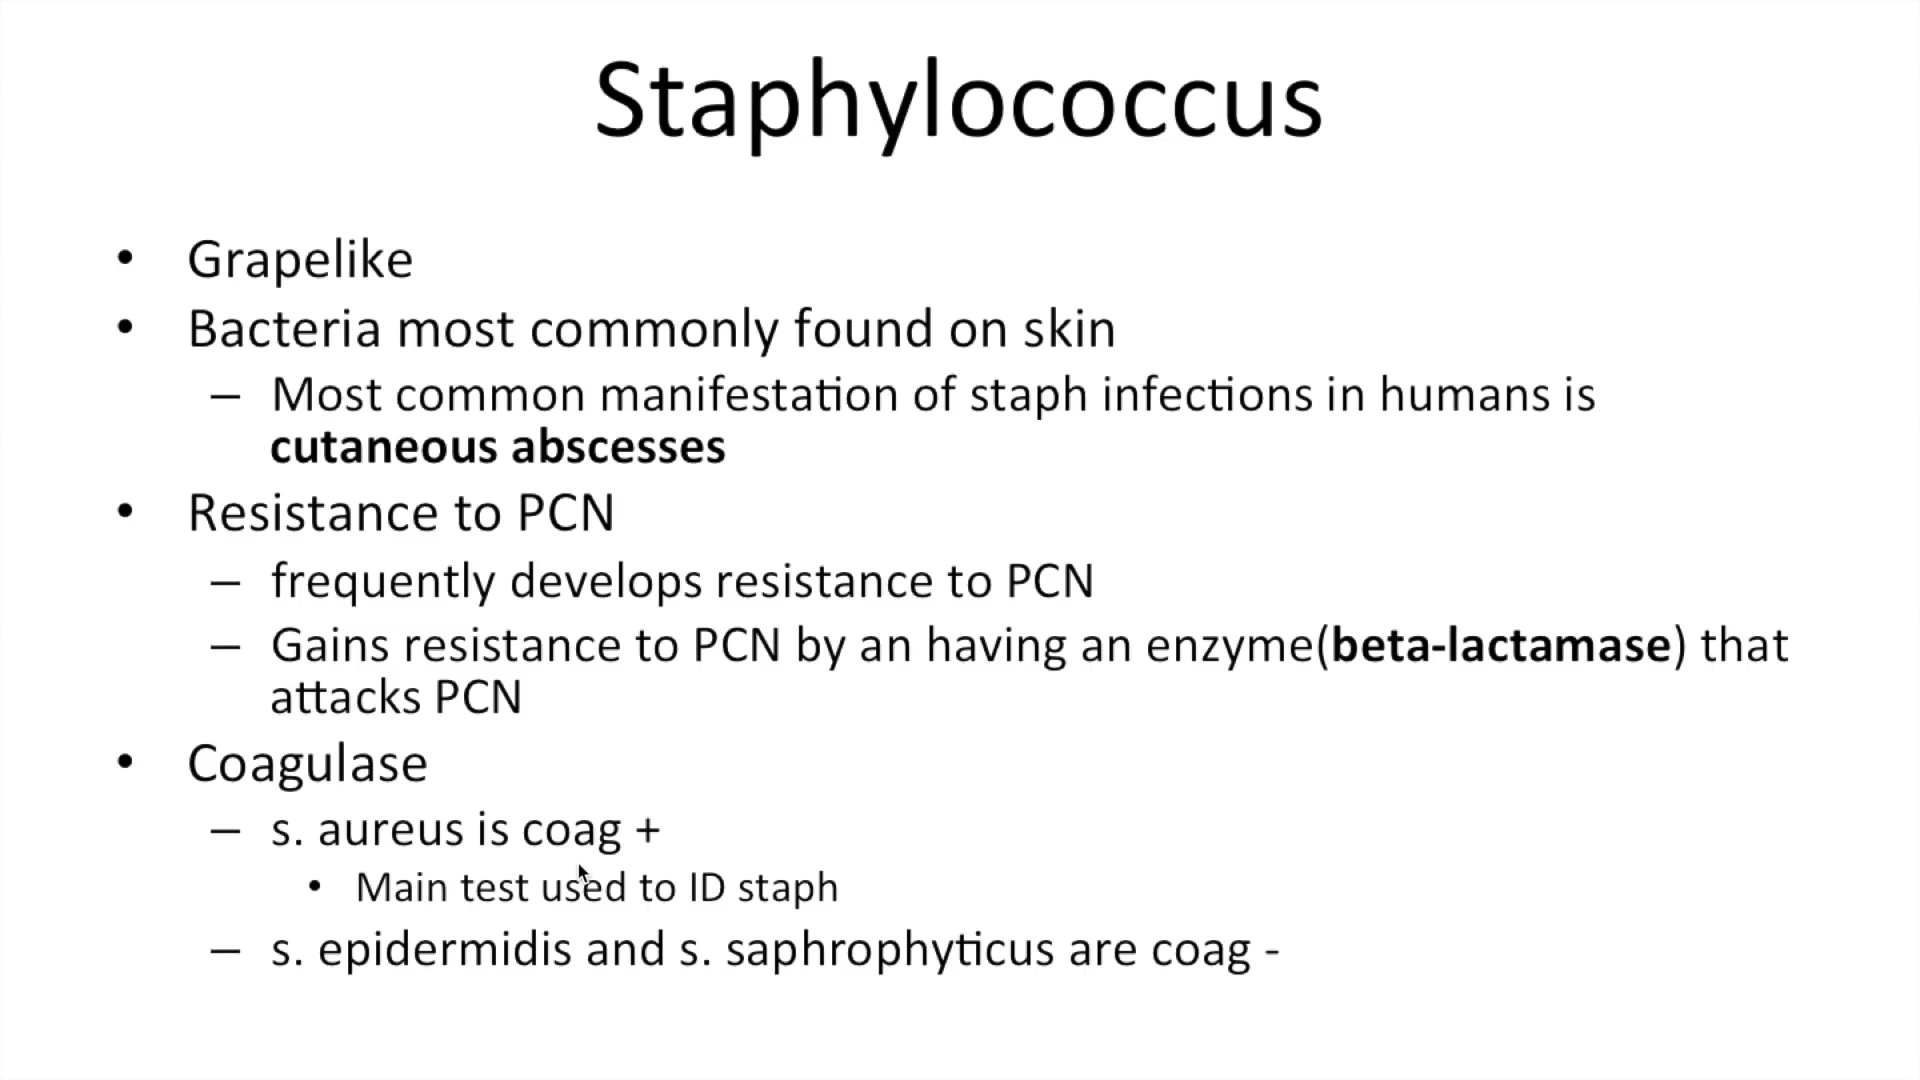 Staphylococcus
• Grapelike
• Bacteria most commonly found on skin
– Most common manifestation of staph infections in humans is
cutaneous abscesses
• Resistance to PCN
– frequently develops resistance to PCN
– Gains resistance to PCN by an having an enzyme(beta-lactamase) that
attacks PCN
• Coagulase
– s. aureus is coag +
• Main test used to ID staph
– s. epidermidis and s. saphrophyticus are coag -